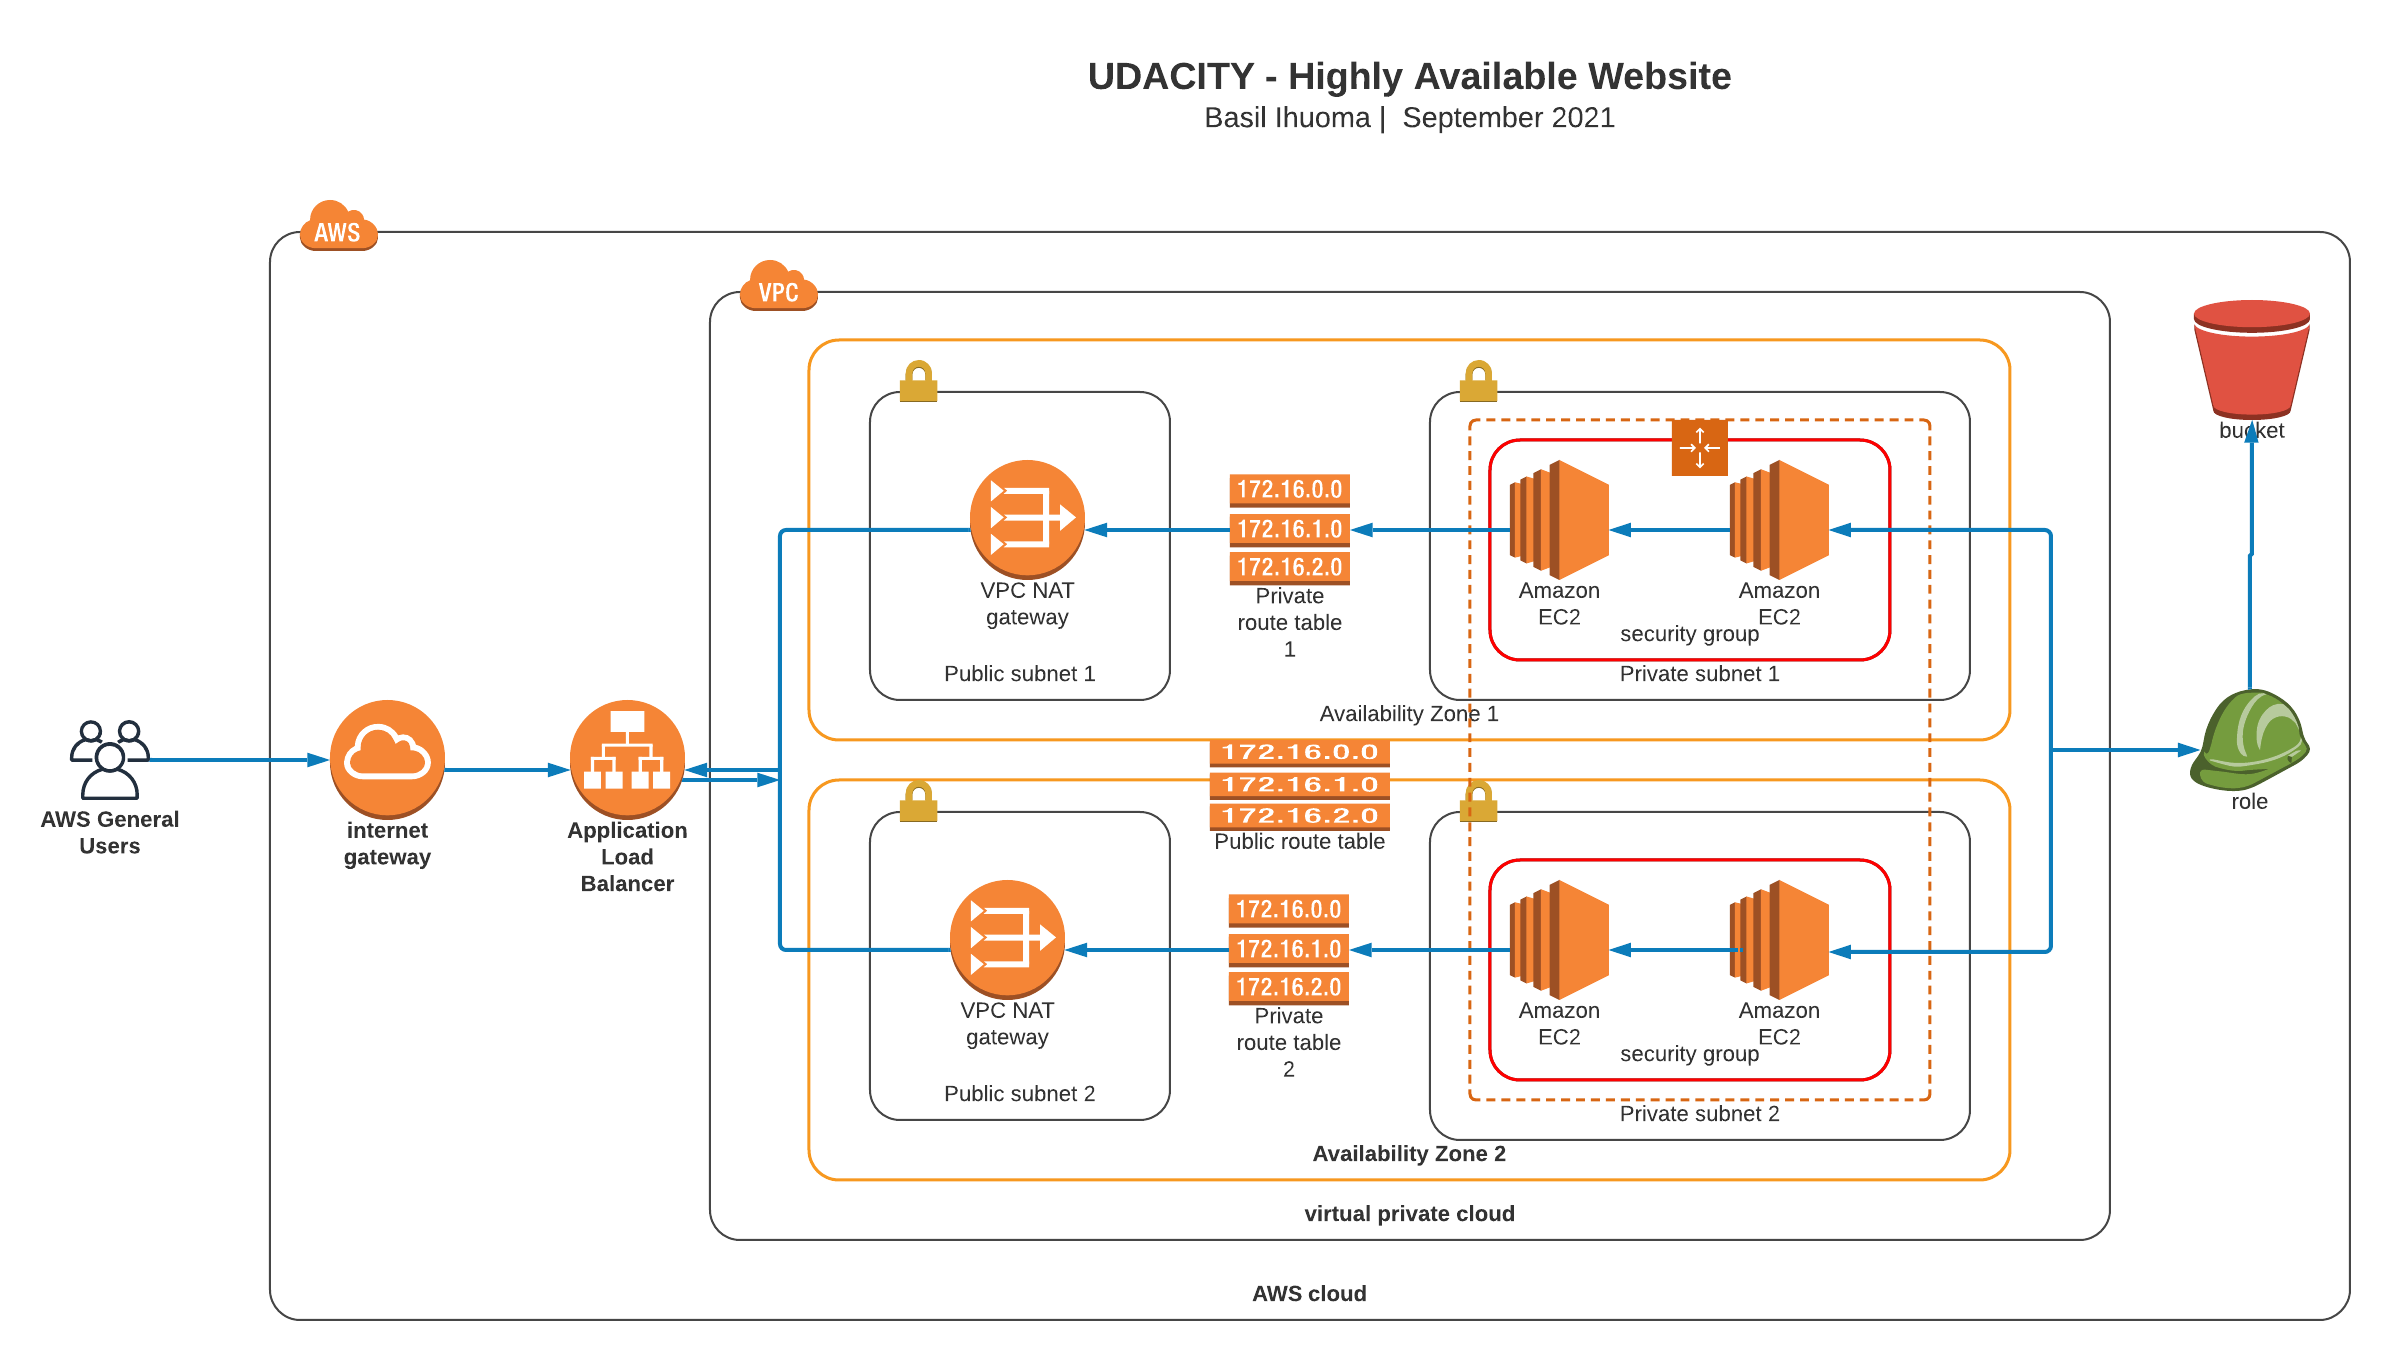 UDACITY - Highly Available Website
Basil Ihuoma | September 2021
AWS
VPC
172.16.0.0
172.16.1.0
172.16.2.0
Private
route table
1
VPC NAT
gateway
Public subnet 1
Amazon
EC2
Amazon
EC2
security group
Private subnet 1
Availability Zone 1
bucket
172.16.0.0
172.16.1.0
172.16.2.0
Public route table
AWS General
Users
internet
gateway
Application
Load
Balancer
role
172.16.0.0
172.16.1.0
172.16.2.0
Private
route table
2
VPC NAT
gateway
Public subnet 2
Amazon
EC2
Amazon
EC2
security group
Private subnet 2
Availability Zone 2
virtual private cloud
AWS cloud